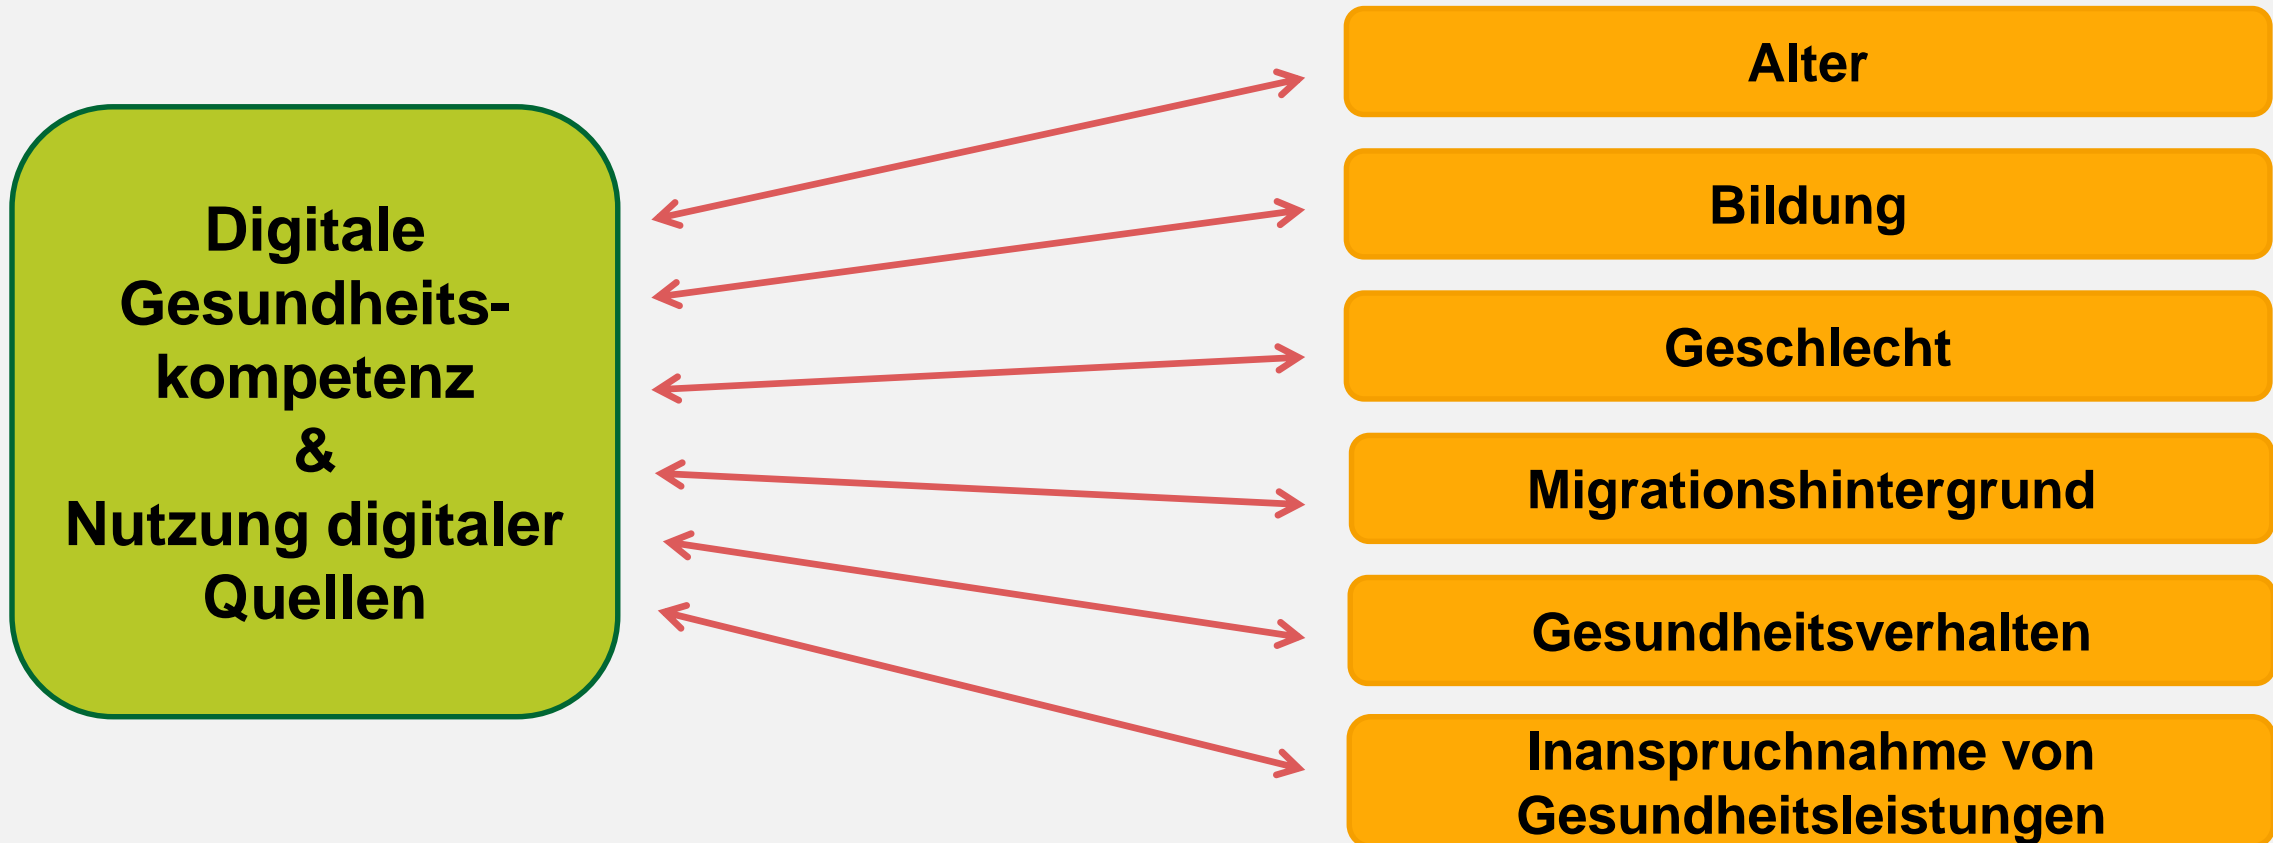 Digitale
Gesundheits-
kompetenz
&
Nutzung digitaler
Quellen
Alter
Bildung
Geschlecht
Migrationshintergrund
Gesundheitsverhalten
Inanspruchnahme von
Gesundheitsleistungen